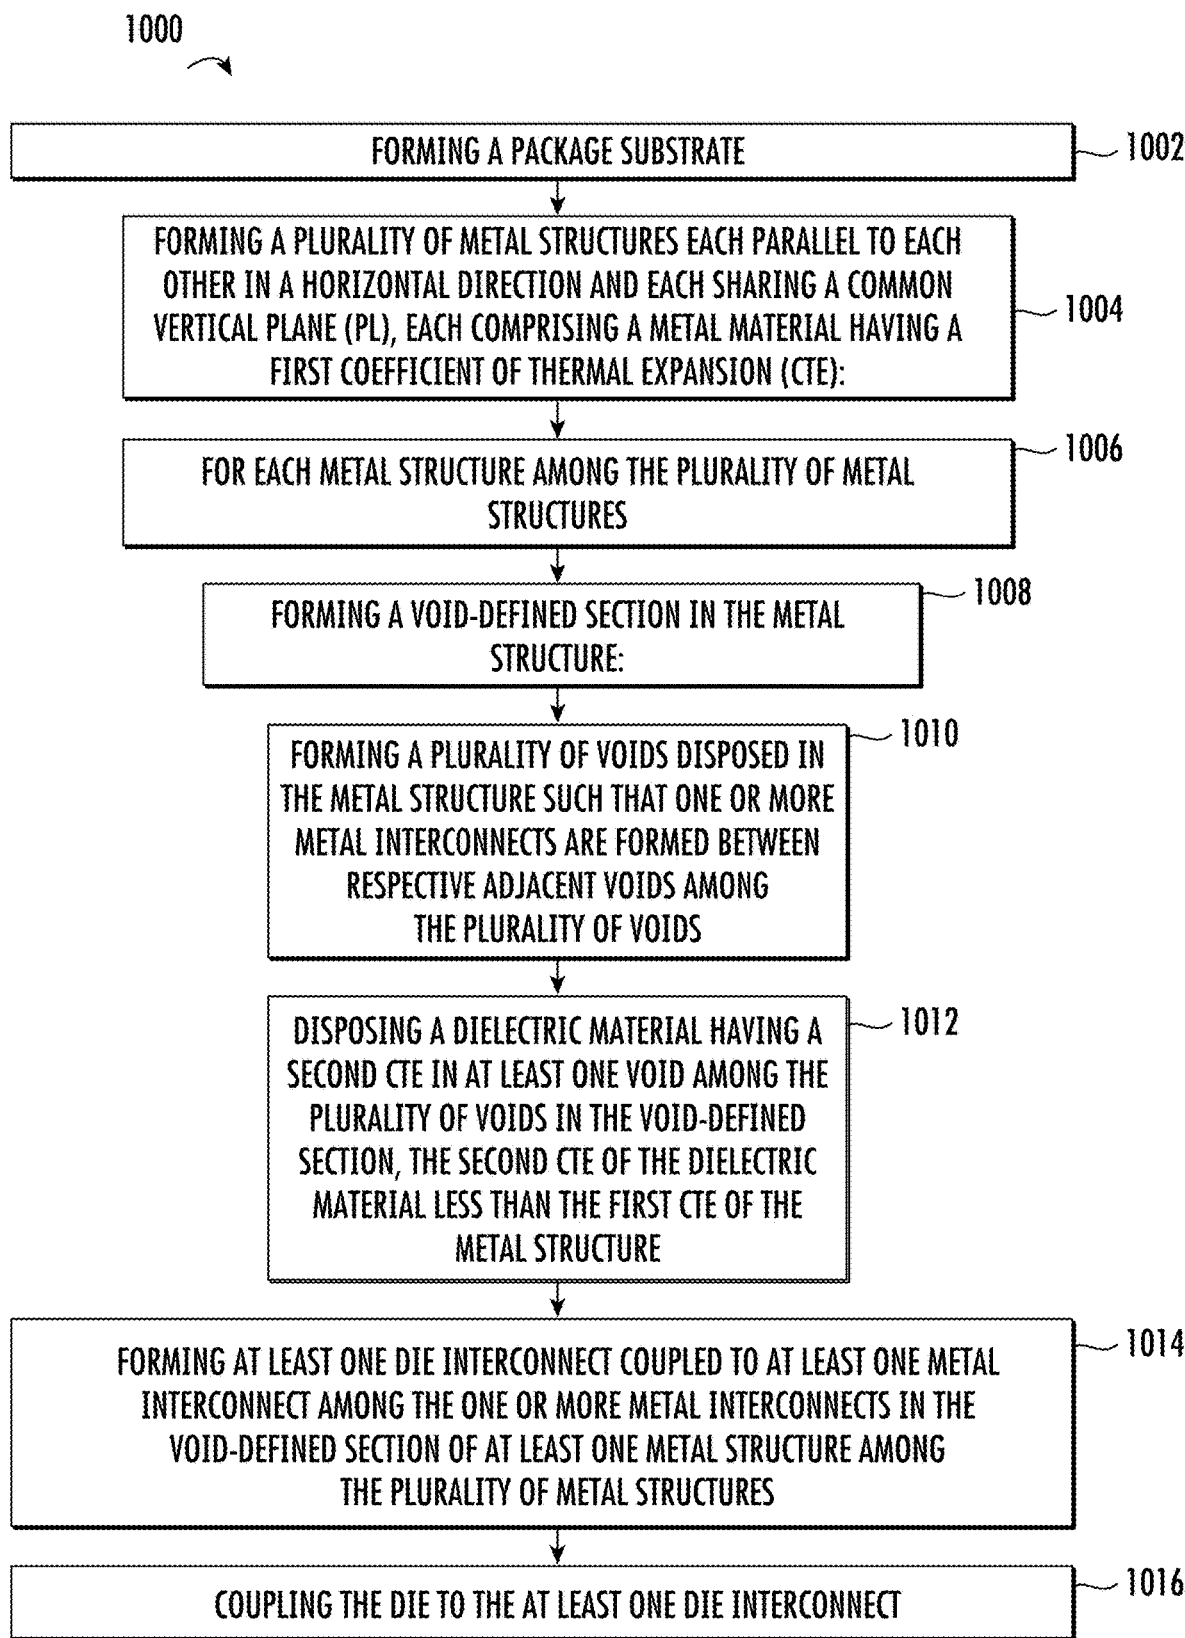 1000
FORMING A PACKAGE SUBSTRATE
1002
FORMING A PLURALITY OF METAL STRUCTURES EACH PARALLEL TO EACH
OTHER IN A HORIZONTAL DIRECTION AND EACH SHARING A COMMON
VERTICAL PLANE (PL), EACH COMPRISING A METAL MATERIAL HAVING A
FIRST COEFFICIENT OF THERMAL EXPANSION (CTE):
1004
FOR EACH METAL STRUCTURE AMONG THE PLURALITY OF METAL
STRUCTURES
1006
FORMING A VOID-DEFINED SECTION IN THE METAL
STRUCTURE:
1008
FORMING A PLURALITY OF VOIDS DISPOSED IN
THE METAL STRUCTURE SUCH THAT ONE OR MORE
METAL INTERCONNECTS ARE FORMED BETWEEN
RESPECTIVE ADJACENT VOIDS AMONG
THE PLURALITY OF VOIDS
1010
DISPOSING A DIELECTRIC MATERIAL HAVING A
SECOND CTE IN AT LEAST ONE VOID AMONG THE
PLURALITY OF VOIDS IN THE VOID-DEFINED
SECTION, THE SECOND CTE OF THE DIELECTRIC
MATERIAL LESS THAN THE FIRST CTE OF THE
METAL STRUCTURE
1012
FORMING AT LEAST ONE DIE INTERCONNECT COUPLED TO AT LEAST ONE METAL
INTERCONNECT AMONG THE ONE OR MORE METAL INTERCONNECTS IN THE
VOID-DEFINED SECTION OF AT LEAST ONE METAL STRUCTURE AMONG
THE PLURALITY OF METAL STRUCTURES
1014
COUPLING THE DIE TO THE AT LEAST ONE DIE INTERCONNECT
1016